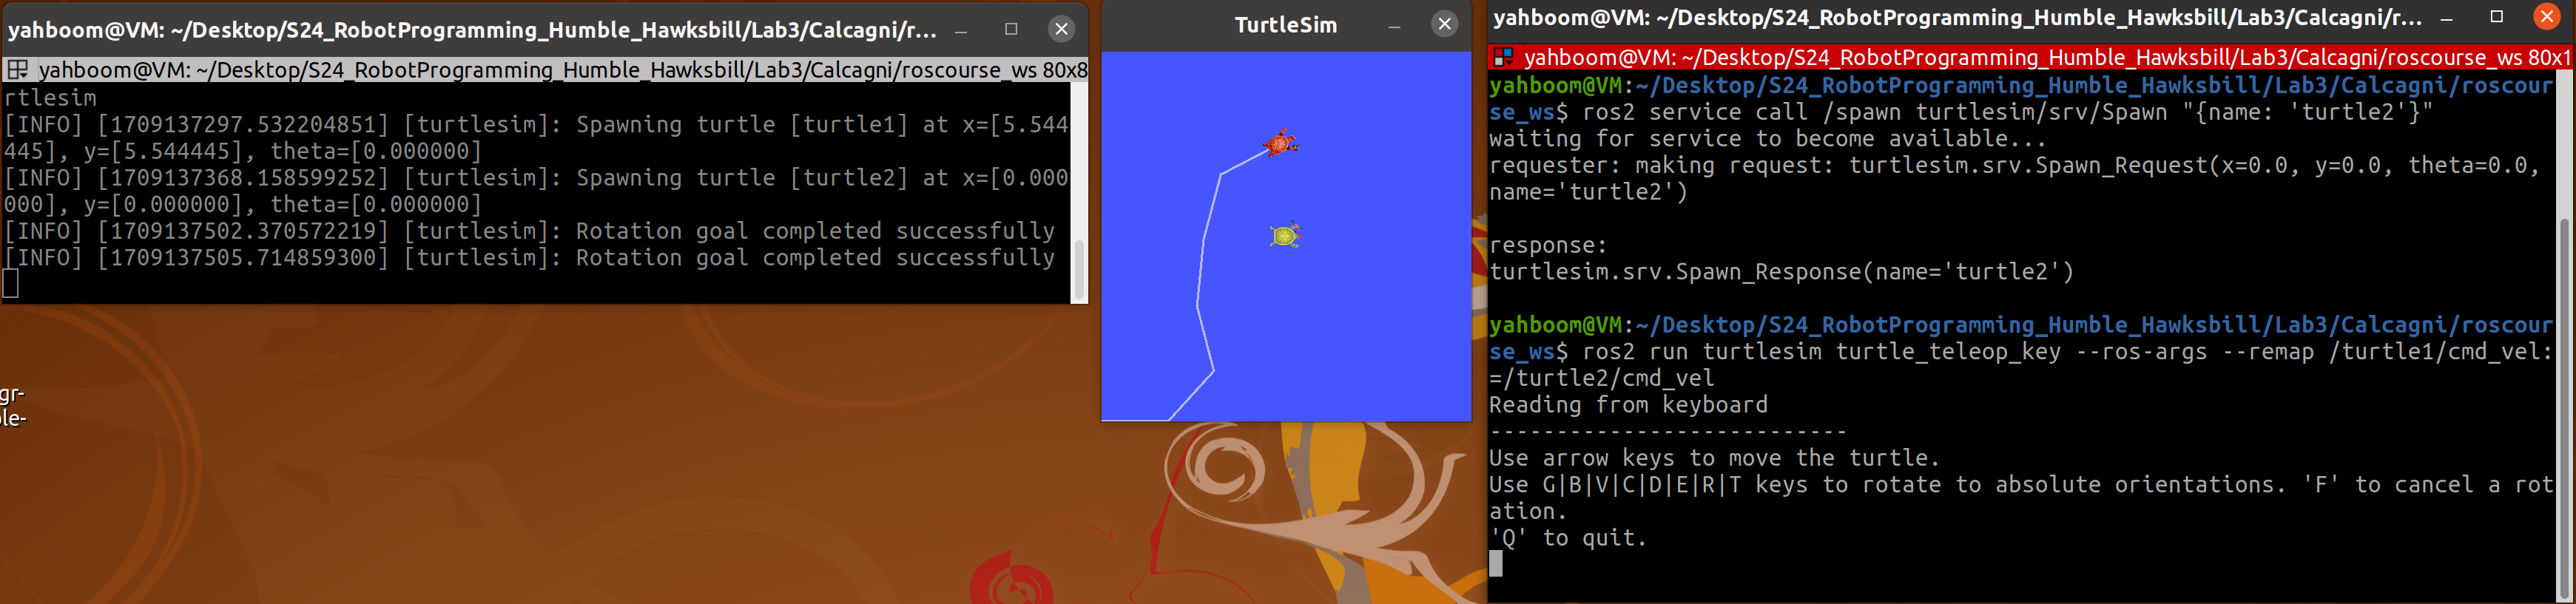 yahboom@VM: ~/Desktop/S24_RobotProgramming_Humble_Hawksbill/Lab3/Calcagni/r...
yahboom@VM: ~/Desktop/S24_RobotProgramming_Humble_Hawksbill/Lab3/Calcagni/roscourse_ws 80x8
rtlesim
[INFO] [1709137297.532204851] [turtlesim]: Spawning turtle [turtle1] at x=[5.544
445], y=[5.544445], theta=[0.000000]
[INFO] [1709137368.158599252] [turtlesim]: Spawning turtle [turtle2] at x=[0.000
000], y=[0.000000], theta=[0.000000]
[INFO] [1709137502.370572219] [turtlesim]: Rotation goal completed successfully
[INFO] [1709137505.714859300] [turtlesim]: Rotation goal completed successfully
gr-
ole-
TurtleSim
yahboom@VM: ~/Desktop/S24_RobotProgramming_Humble_Hawksbill/Lab3/Calcagni/r...
yahboom@VM: ~/Desktop/S24_RobotProgramming_Humble_Hawksbill/Lab3/Calcagni/roscourse_ws 80x1
yahboom@VM:~/Desktop/S24_RobotProgramming_Humble_Hawksbill/Lab3/Calcagni/roscour
se_ws$ ros2 service call /spawn turtlesim/srv/Spawn "{name: 'turtle2'}"
waiting for service to become available...
requester: making request: turtlesim.srv.Spawn_Request(x=0.0, y=0.0, theta=0.0,
name='turtle2')
response:
turtlesim.srv.Spawn_Response(name='turtle2')
yahboom@VM:~/Desktop/S24_RobotProgramming_Humble_Hawksbill/Lab3/Calcagni/roscour
se_ws$ ros2 run turtlesim turtle_teleop_key --ros-args --remap /turtle1/cmd_vel:
=/turtle2/cmd_vel
Reading from keyboard
---------------------------
Use arrow keys to move the turtle.
Use G|B|V|C|D|E|R|T keys to rotate to absolute orientations. 'F' to cancel a rot
ation.
'Q' to quit.